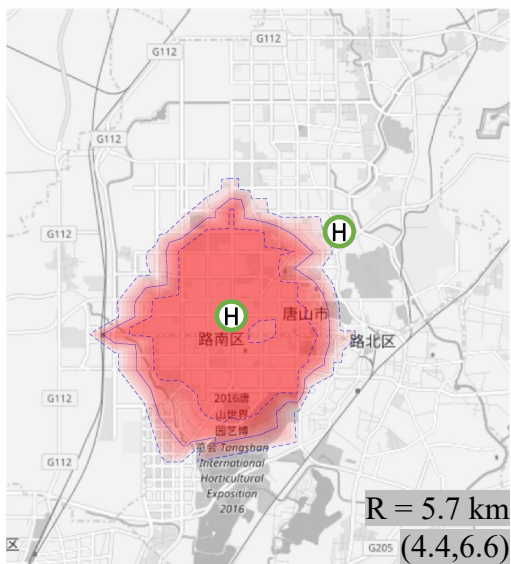 G112
G112
G112
H
G112
H
唐山市
路南区
路北区
2016唐
山世界
园艺博
览会 Tangshan
International
Horticultural
Exposition
2016
G112
G112
R = 5.7 km
区
G205
(4.4,6.6)